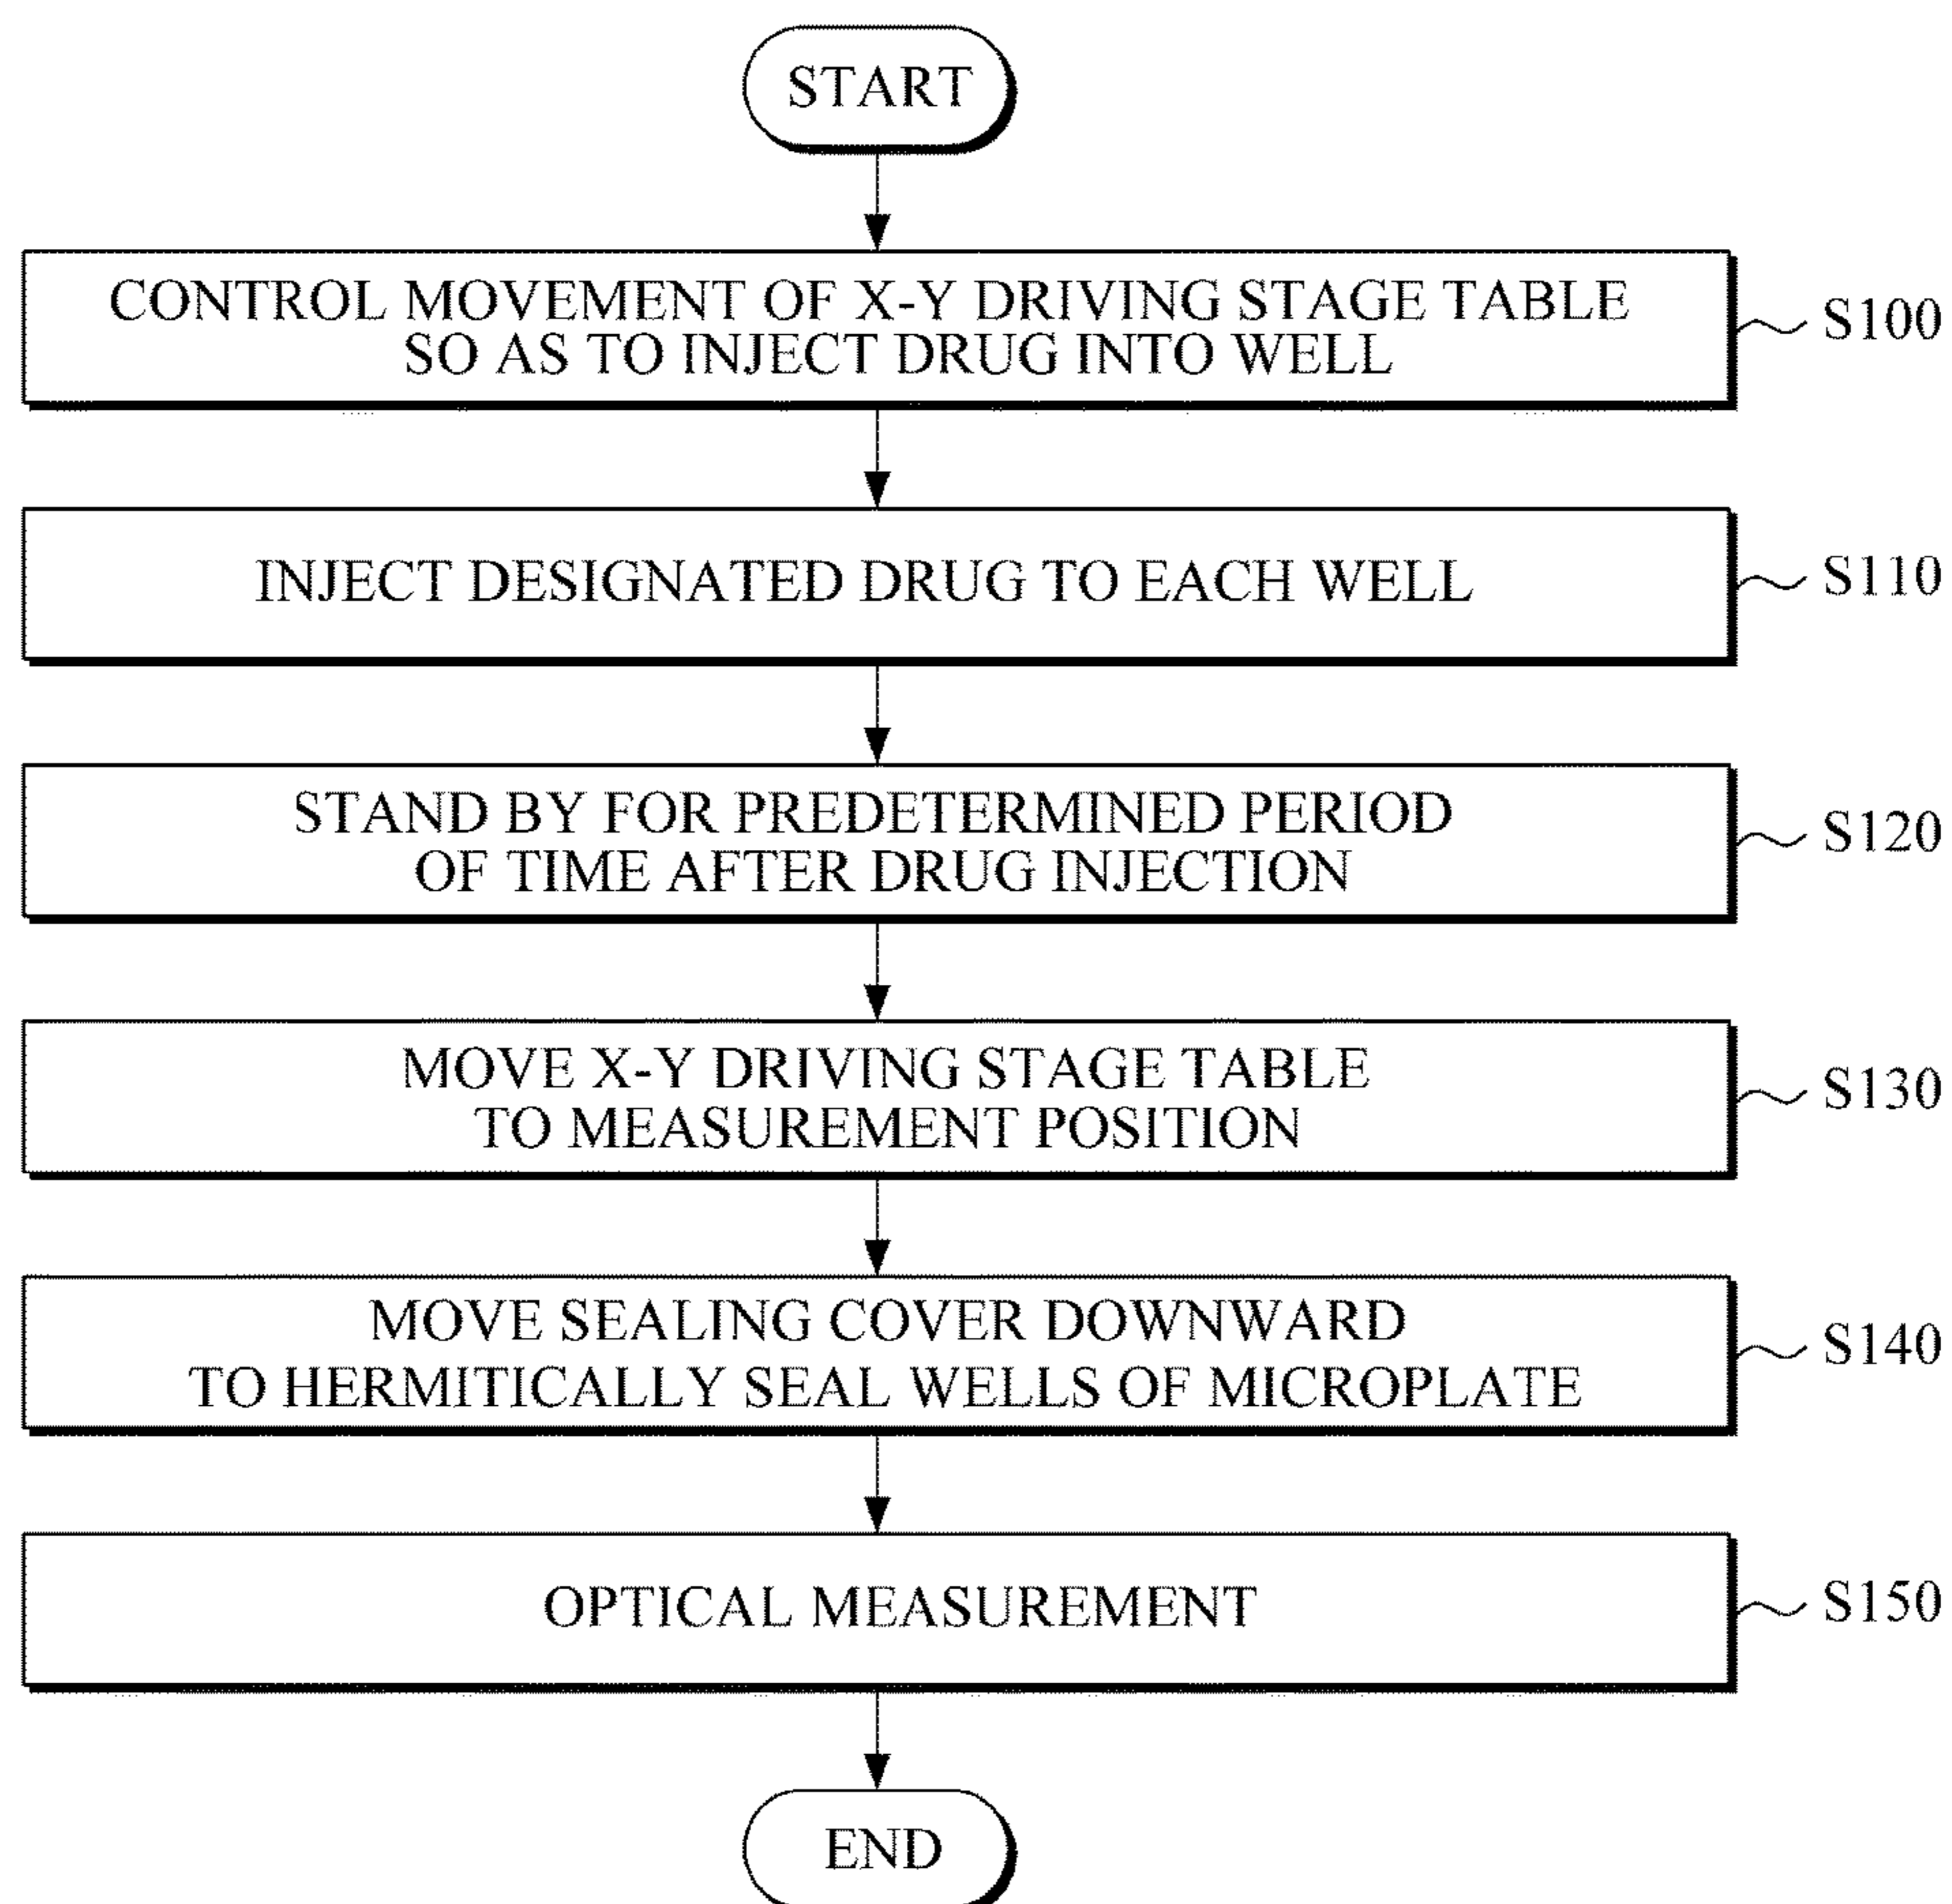 START
CONTROL MOVEMENT OF X-Y DRIVING STAGE TABLE
SO AS TO INJECT DRUG INTO WELL
S100
INJECT DESIGNATED DRUG TO EACH WELL
S110
STAND BY FOR PREDETERMINED PERIOD
OF TIME AFTER DRUG INJECTION
S120
MOVE X-Y DRIVING STAGE TABLE
TO MEASUREMENT POSITION
S130
MOVE SEALING COVER DOWNWARD
TO HERMITICALLY SEAL WELLS OF MICROPLATE
S140
OPTICAL MEASUREMENT
S150
END